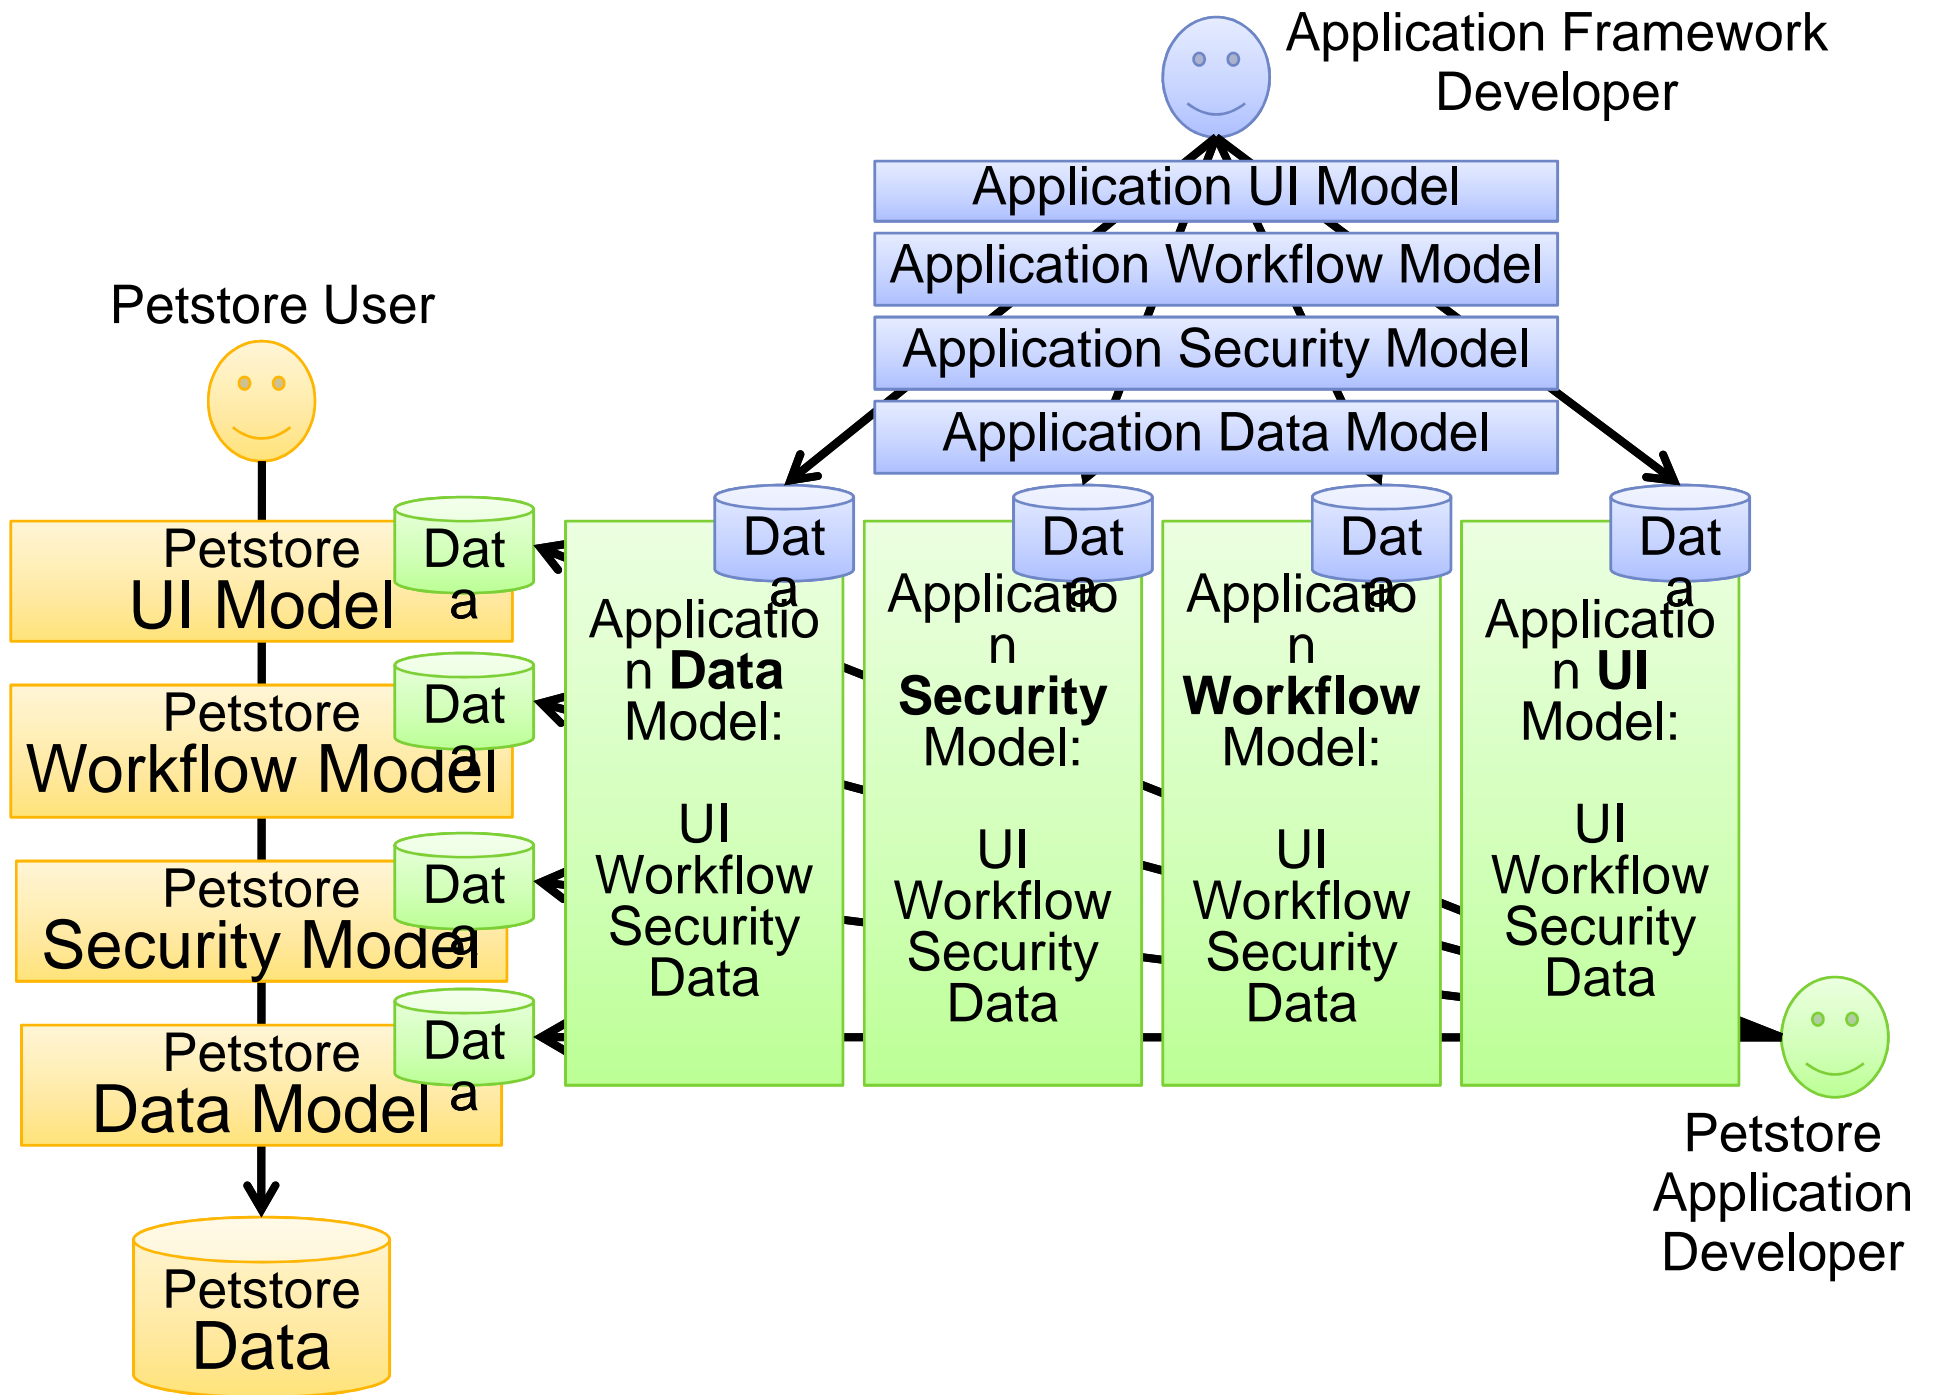 Application Framework
Developer
Application UI Model
Application Workflow Model
Application Security Model
Application Data Model
Petstore User
Petstore
UI Model
Dat
a
Petstore
Workflow Model
Dat
a
Petstore
Security Model
Dat
a
Petstore
Data Model
Dat
a
Petstore
Data
Dat
a
Applicatio
n Data
Model:
UI
Workflow
Security
Data
Dat
a
Applicatio
n
Security
Model:
UI
Workflow
Security
Data
Dat
a
Applicatio
n
Workflow
Model:
UI
Workflow
Security
Data
Dat
a
Applicatio
n UI
Model:
UI
Workflow
Security
Data
Petstore
Application
Developer